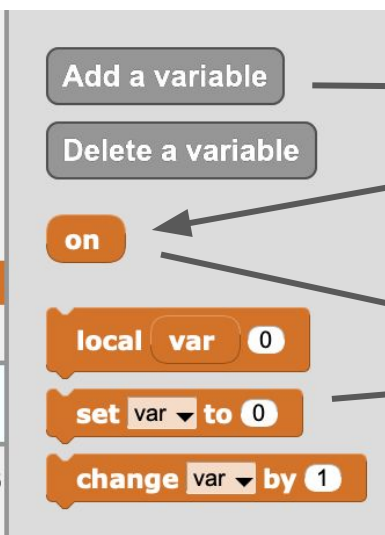 Add a variable
Delete a variable
on
local var 0
set var to 0
change var by 1